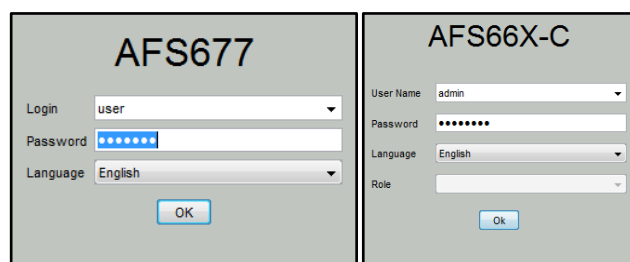 AFS677
Login user
Password •••••••
Language English
OK
AFS66X-C
User Name admin
Password ••••••••
Language English
Role
Ok